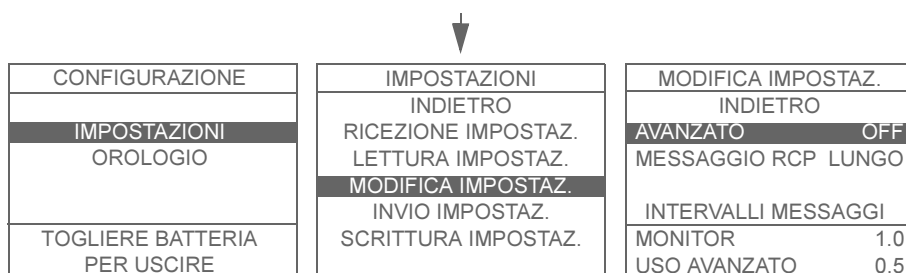 CONFIGURAZIONE
IMPOSTAZIONI
OROLOGIO
TOGLIERE BATTERIA
PER USCIRE
IMPOSTAZIONI
INDIETRO
RICEZIONE IMPOSTAZ.
LETTURA IMPOSTAZ.
MODIFICA IMPOSTAZ.
INVIO IMPOSTAZ.
SCRITTURA IMPOSTAZ.
MODIFICA IMPOSTAZ.
INDIETRO
AVANZATO OFF
MESSAGGIO RCP LUNGO
INTERVALLI MESSAGGI
MONITOR 1.0
USO AVANZATO 0.5